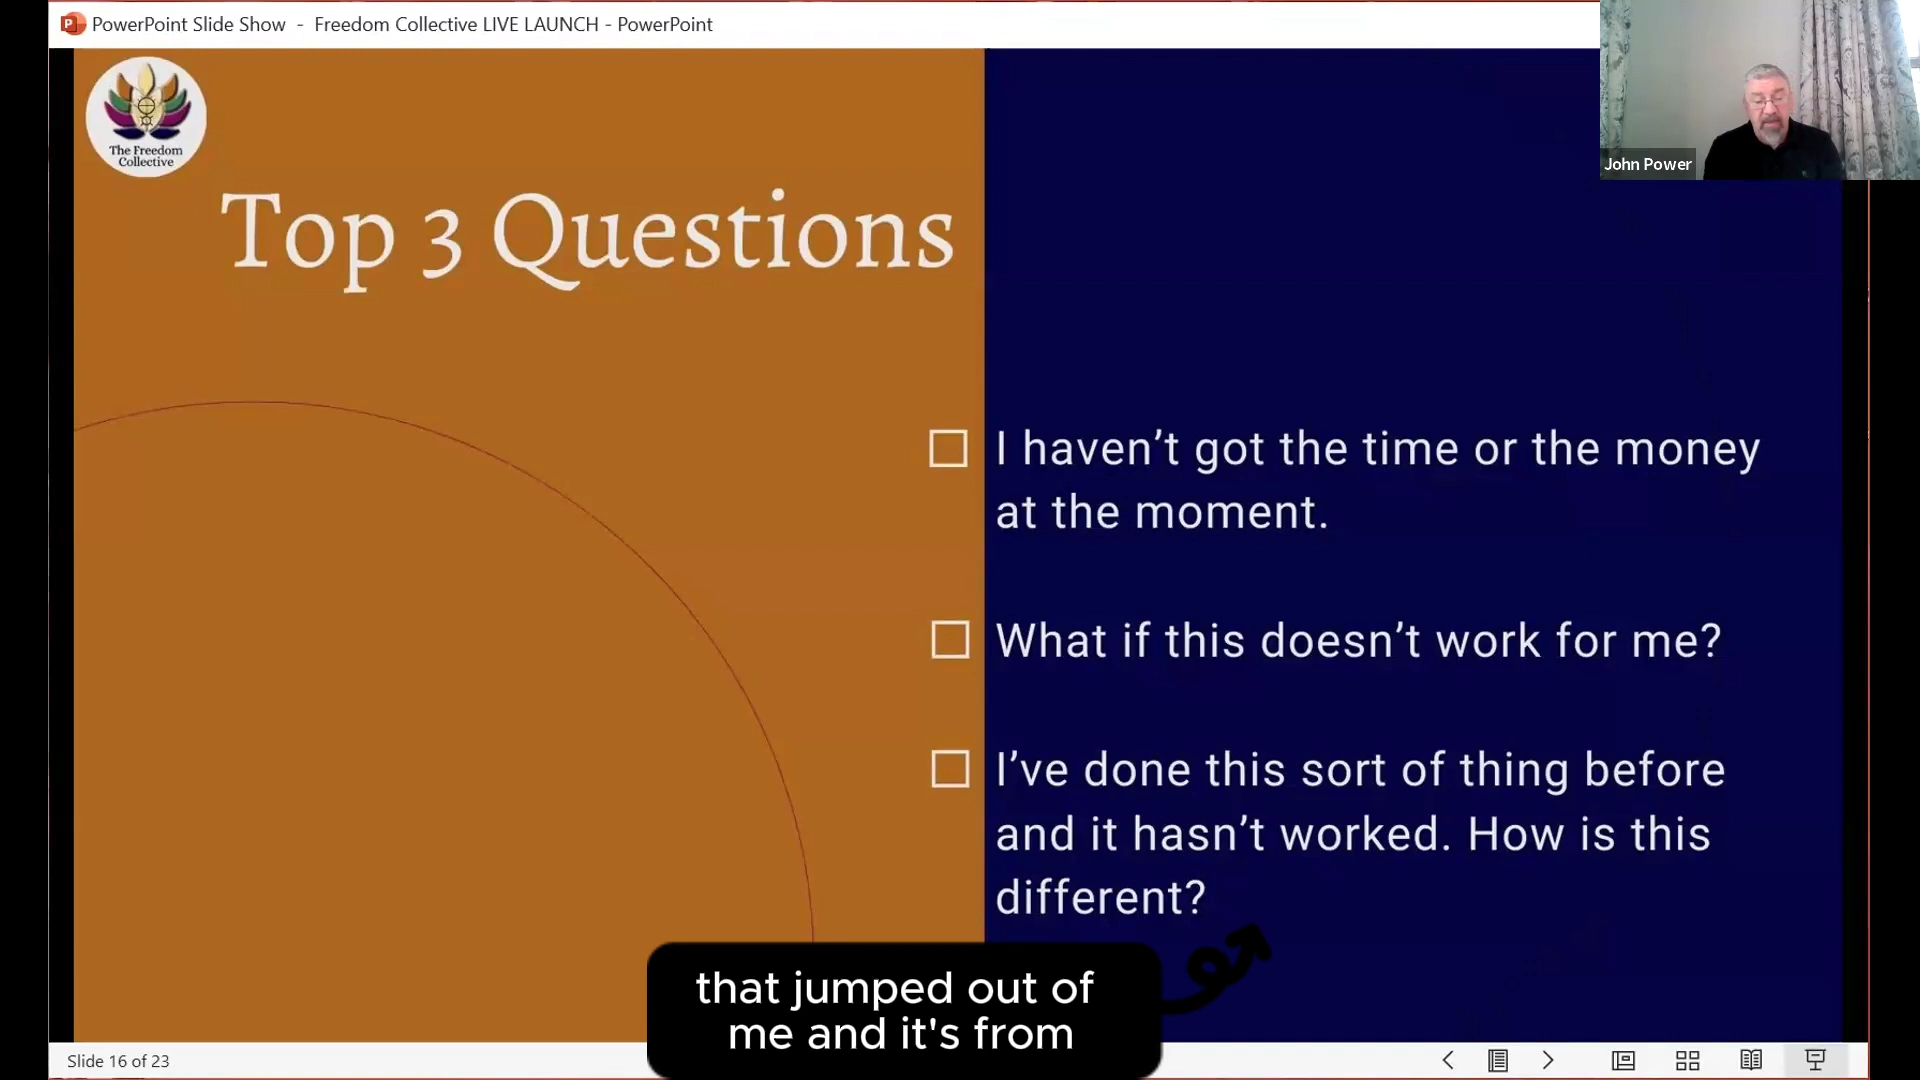 PowerPoint Slide Show - Freedom Collective LIVE LAUNCH - PowerPoint
The Freedom
Collective
John Power
Top 3 Questions
I haven’t got the time or the money
at the moment.
What if this doesn’t work for me?
I’ve done this sort of thing before
and it hasn’t worked. How is this
different?
that jumped out of
me and it's from
Slide 16 of 23